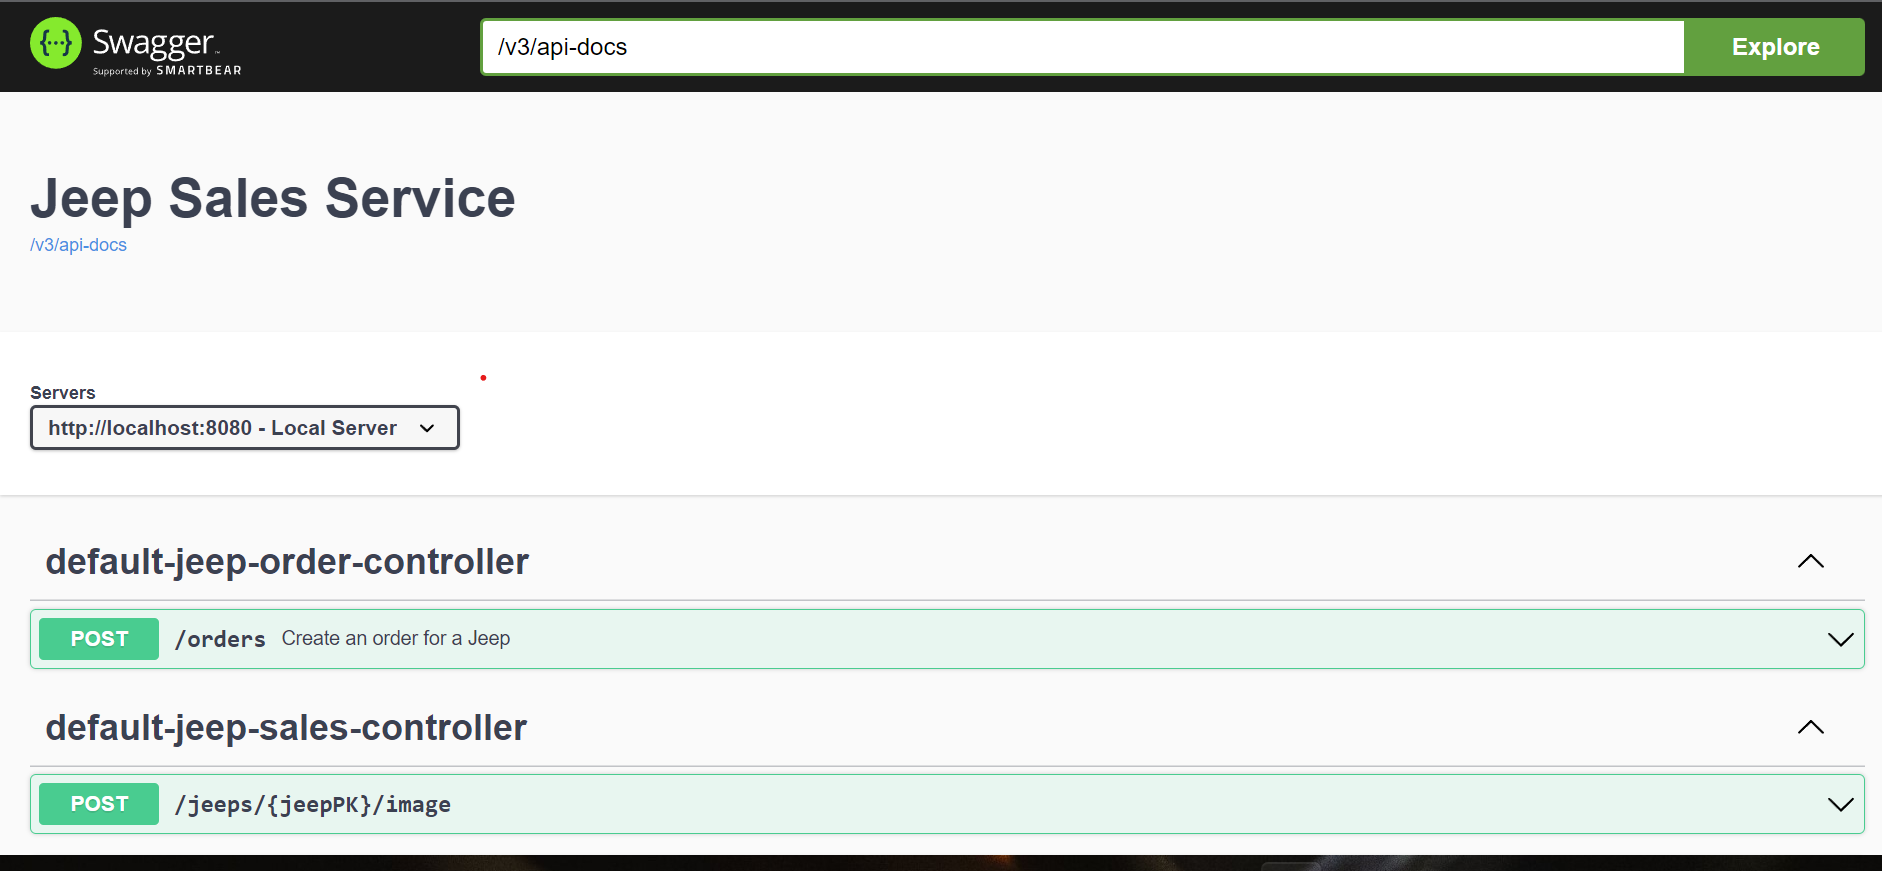 {···} Swagger™
Supported by SMARTBEAR
/v3/api-docs
Explore
Jeep Sales Service
/v3/api-docs
Servers
http://localhost:8080 - Local Server
default-jeep-order-controller
POST /orders Create an order for a Jeep
default-jeep-sales-controller
POST /jeeps/{jeepPK}/image